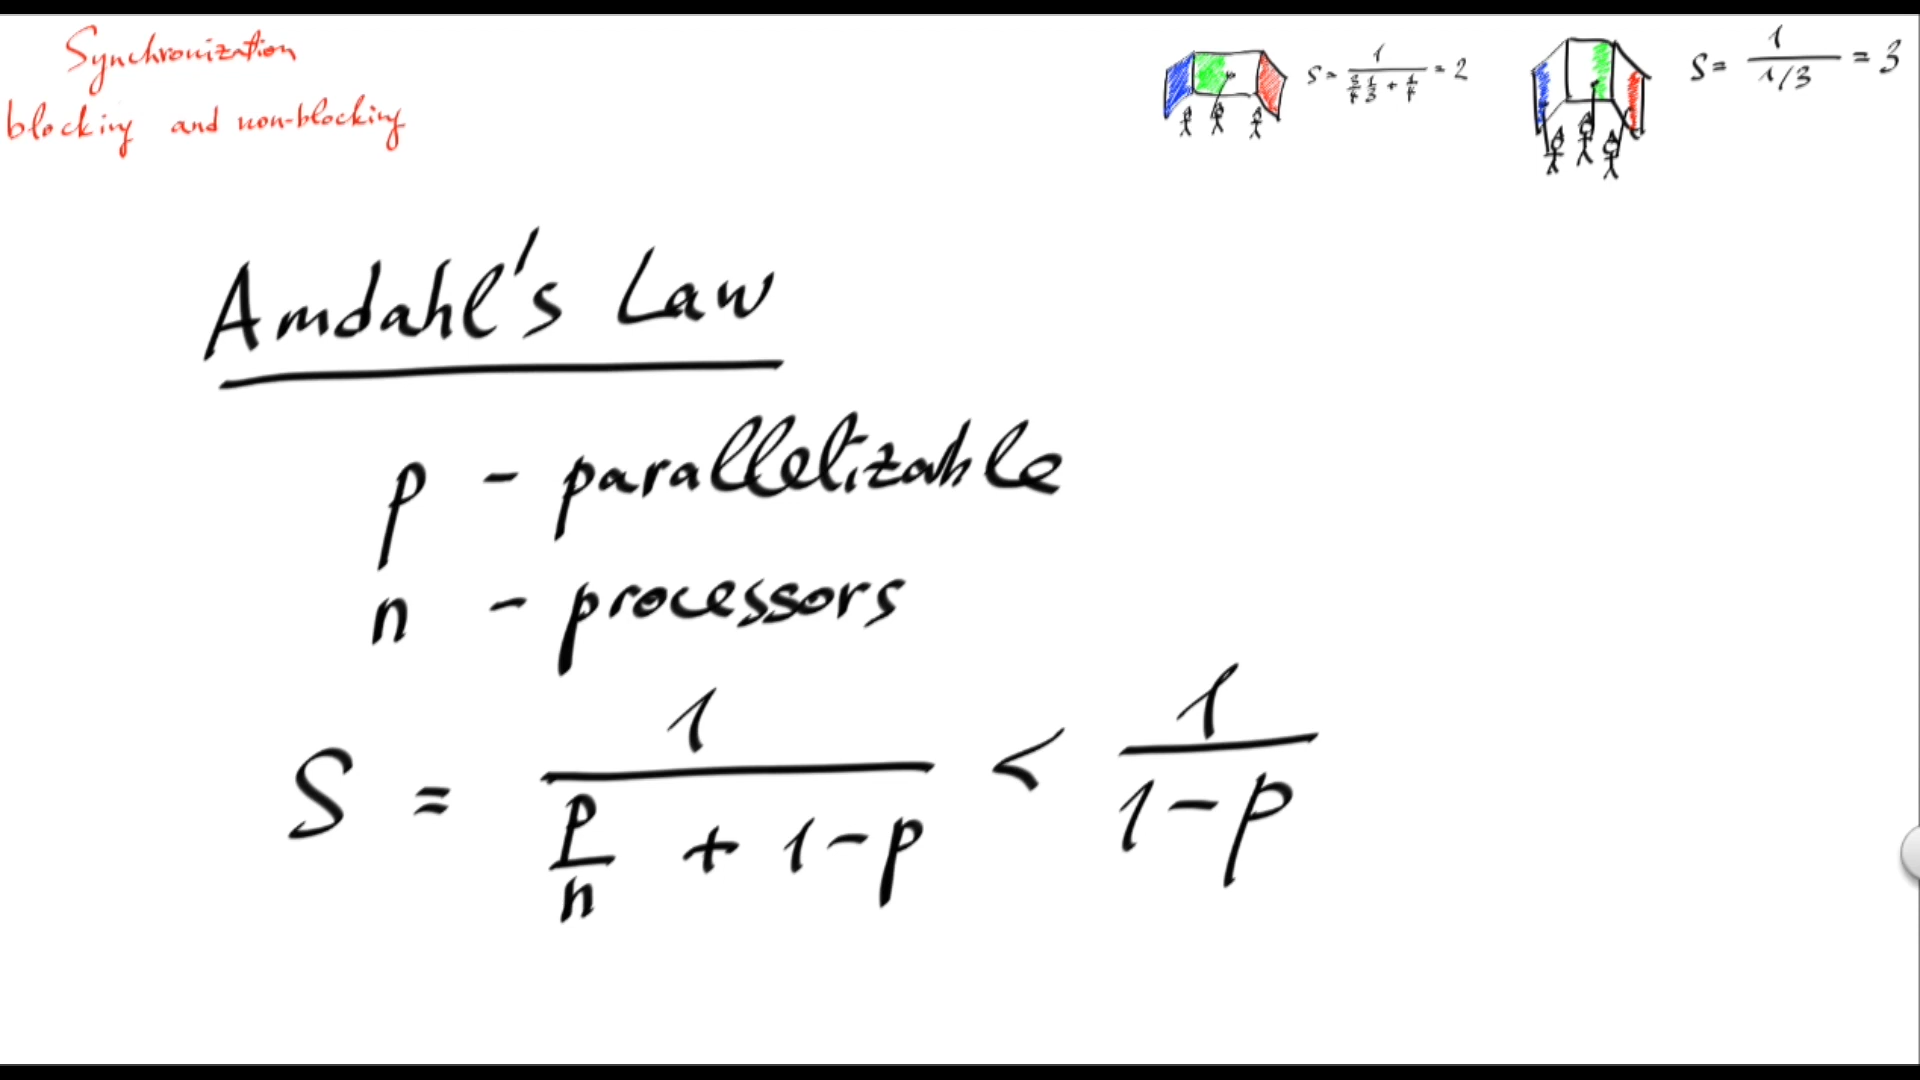 Synchronization
blocking and non-blocking
S = 1 / (3/4 1/3 + 1/4) = 2
S = 1 / (1/3) = 3
Amdahl's Law
p - parallelizable
n - processors
S = 1 / (p/n + 1-p) < 1 / (1-p)